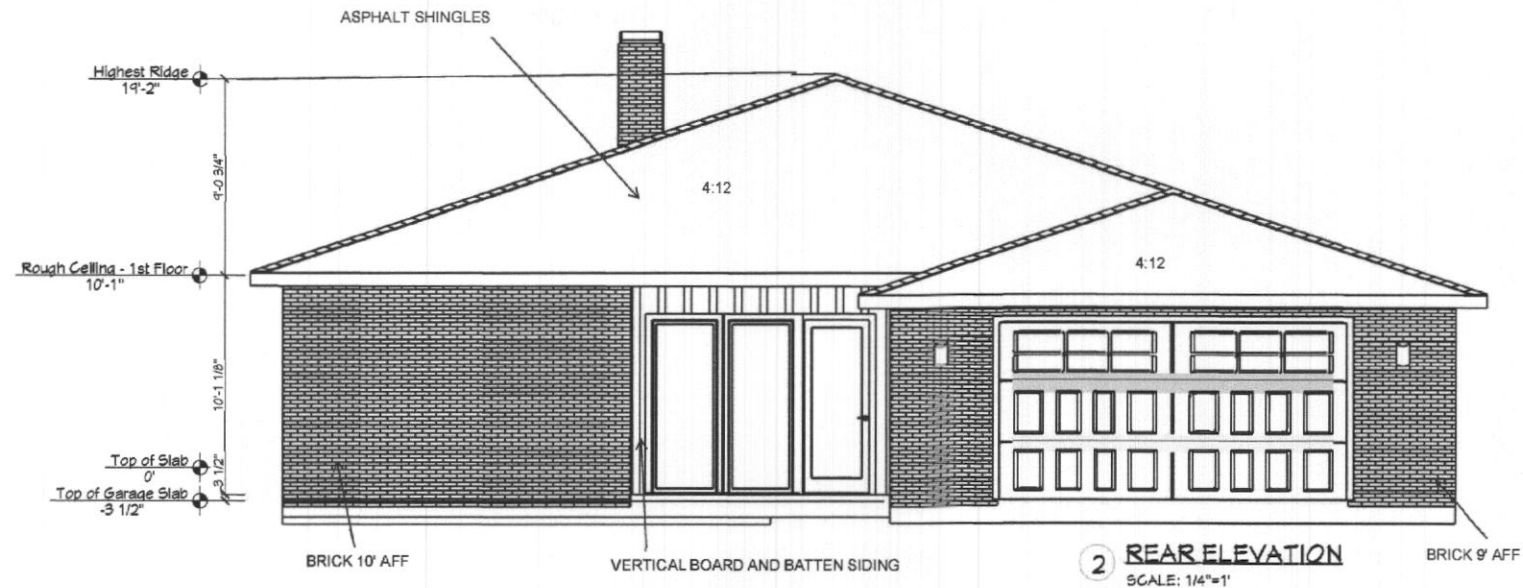 ASPHALT SHINGLES
Highest Ridge
19'-2"
9'-0 3/4"
4:12
4:12
Rough Ceiling - 1st Floor
10'-1"
10'-1 1/8"
Top of Slab
0'
3 1/2"
Top of Garage Slab
-3 1/2"
BRICK 10' AFF
VERTICAL BOARD AND BATTEN SIDING
2 REAR ELEVATION
SCALE: 1/4"=1'
BRICK 9' AFF